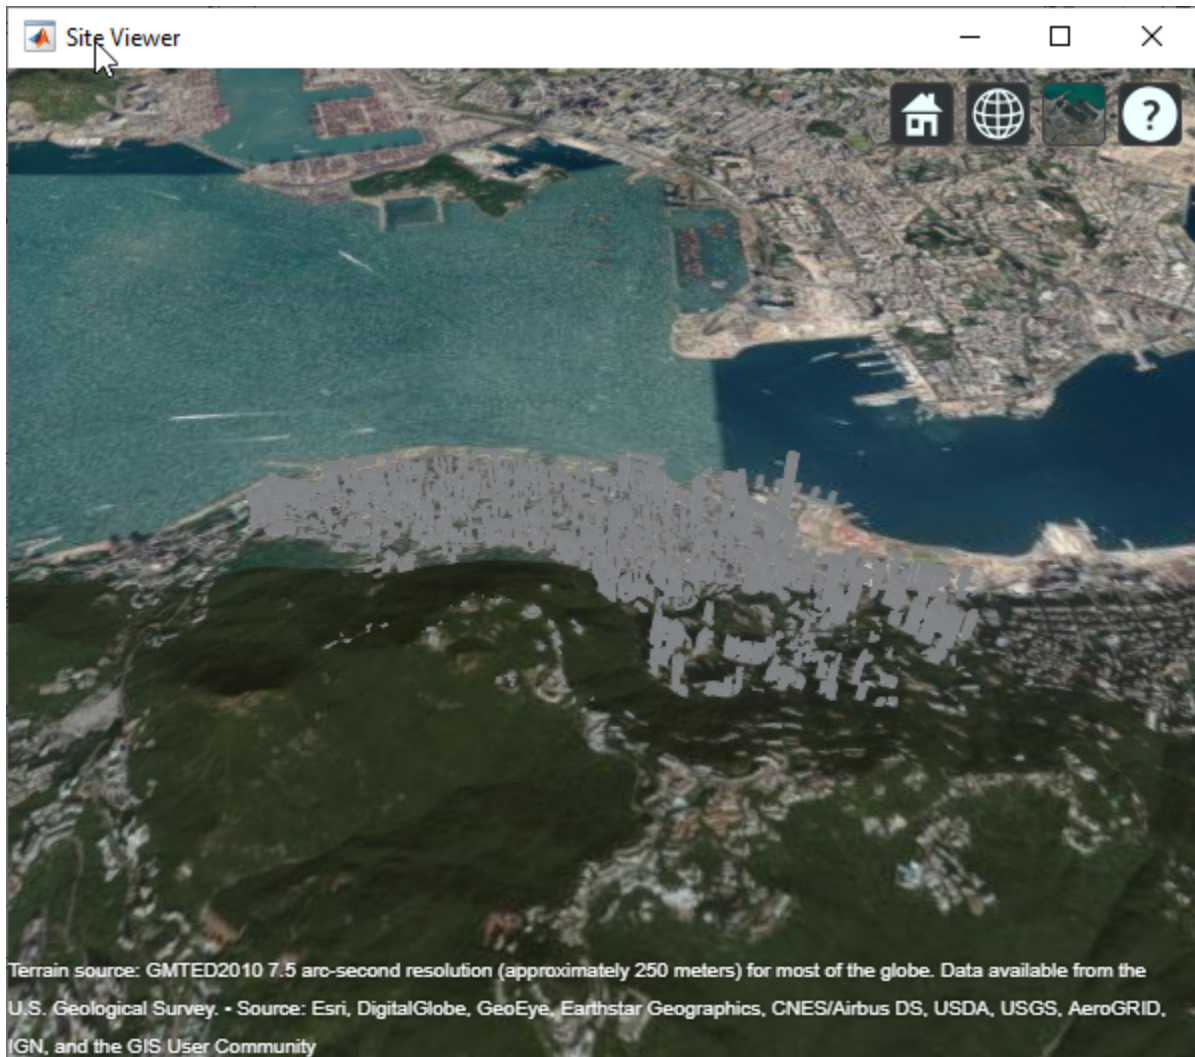 Site Viewer
?
Terrain source: GMTED2010 7.5 arc-second resolution (approximately 250 meters) for most of the globe. Data available from the
U.S. Geological Survey. • Source: Esri, DigitalGlobe, GeoEye, Earthstar Geographics, CNES/Airbus DS, USDA, USGS, AeroGRID,
IGN, and the GIS User Community